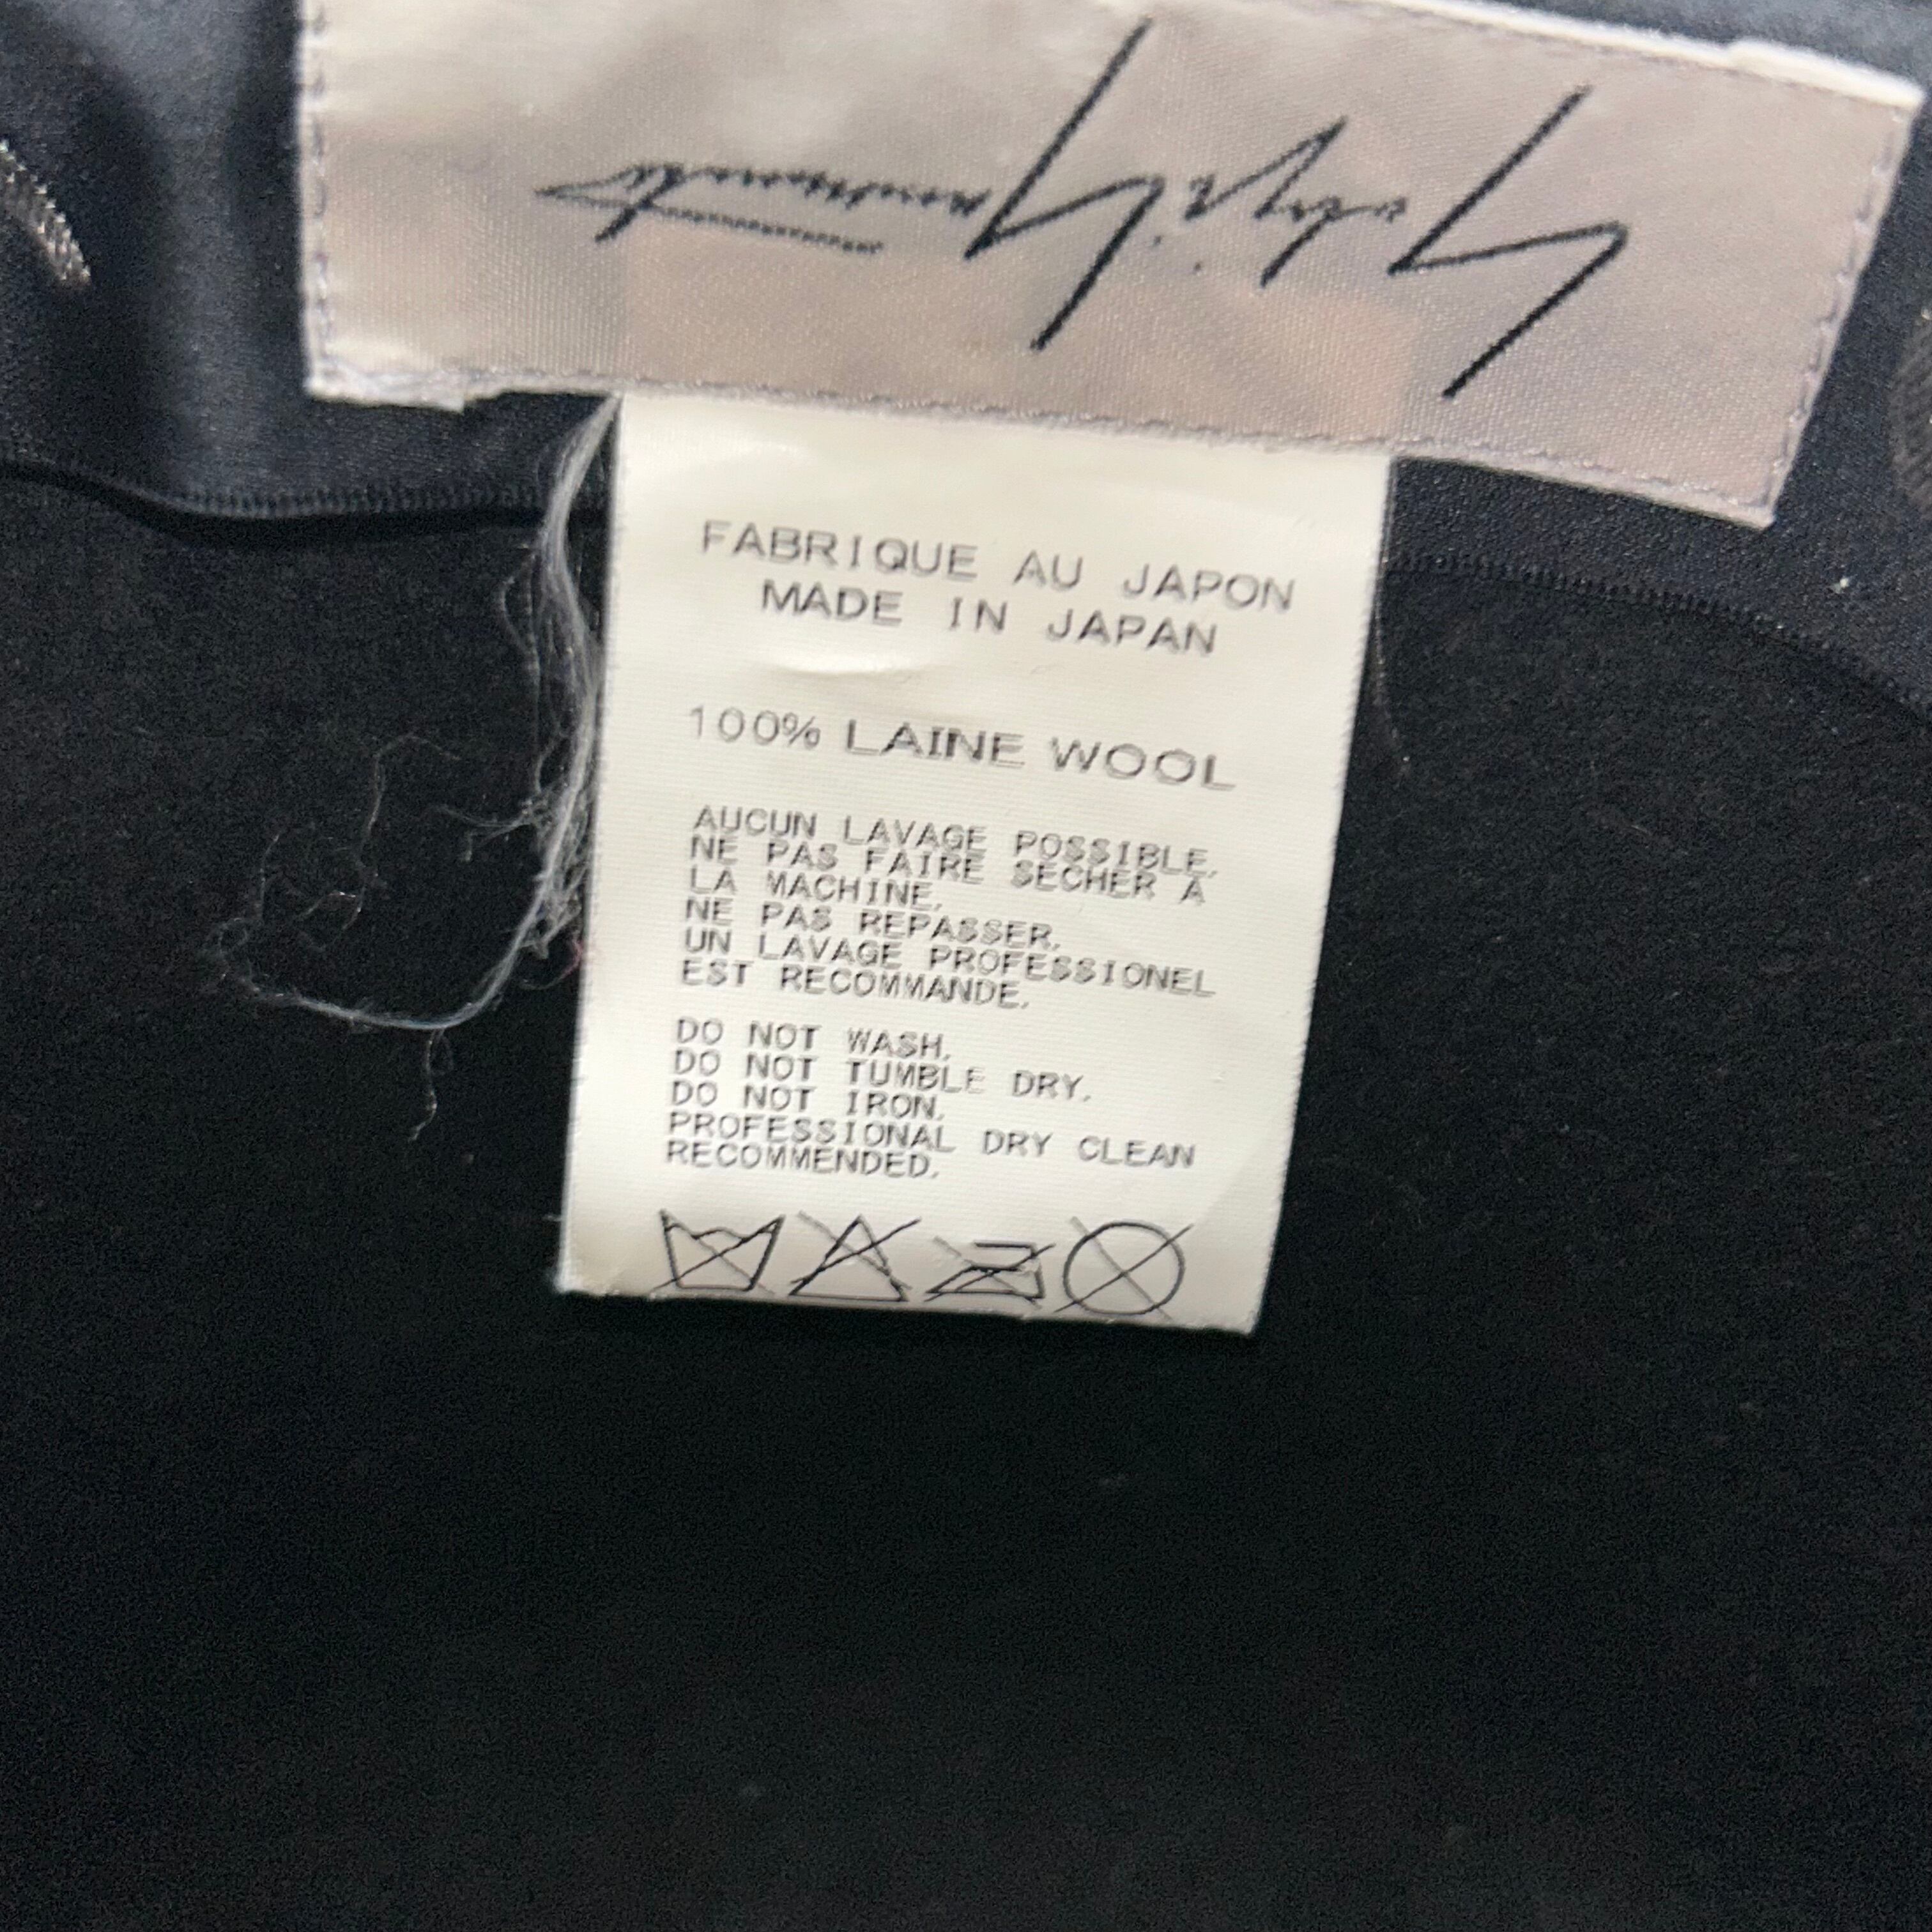 Yohji Yamamoto
FABRIQUE AU JAPON
MADE IN JAPAN
100% LAINE WOOL
AUCUN LAVAGE POSSIBLE.
NE PAS FAIRE SECHER A
LA MACHINE.
NE PAS REPASSER.
UN LAVAGE PROFESSIONEL
EST RECOMMANDE.
DO NOT WASH.
DO NOT TUMBLE DRY.
DO NOT IRON.
PROFESSIONAL DRY CLEAN
RECOMMENDED.